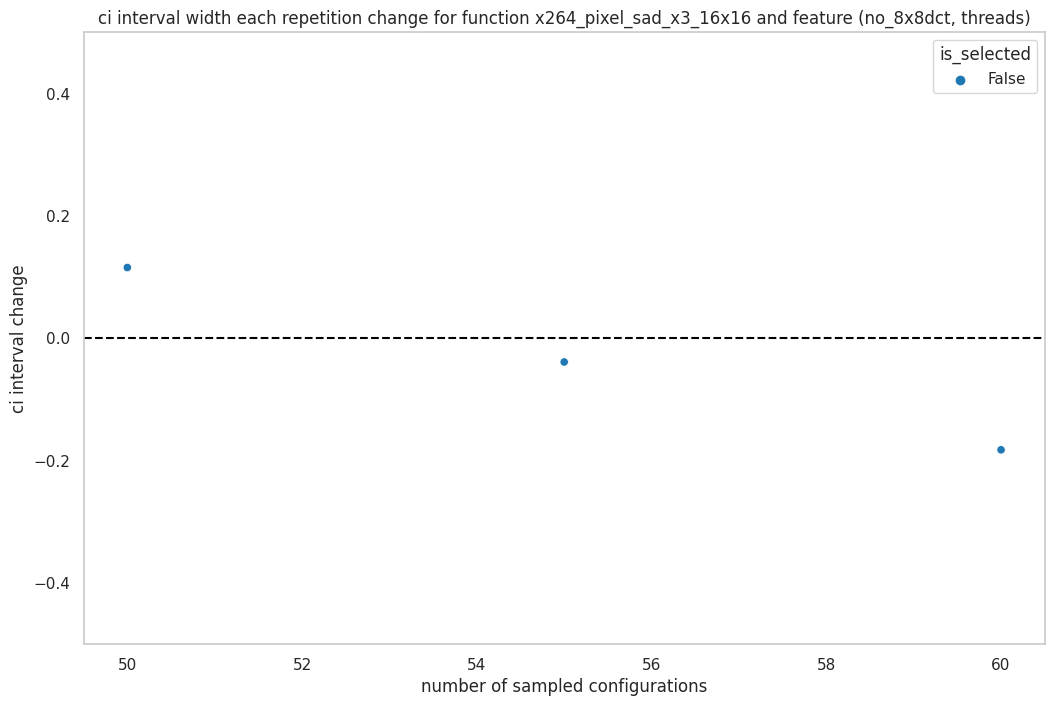 ci interval width each repetition change for function x264_pixel_sad_x3_16x16 and feature (no_8x8dct, threads)
is_selected
False
0.4
0.2
0.0
−0.2
−0.4
ci interval change
50 52 54 56 58 60
number of sampled configurations